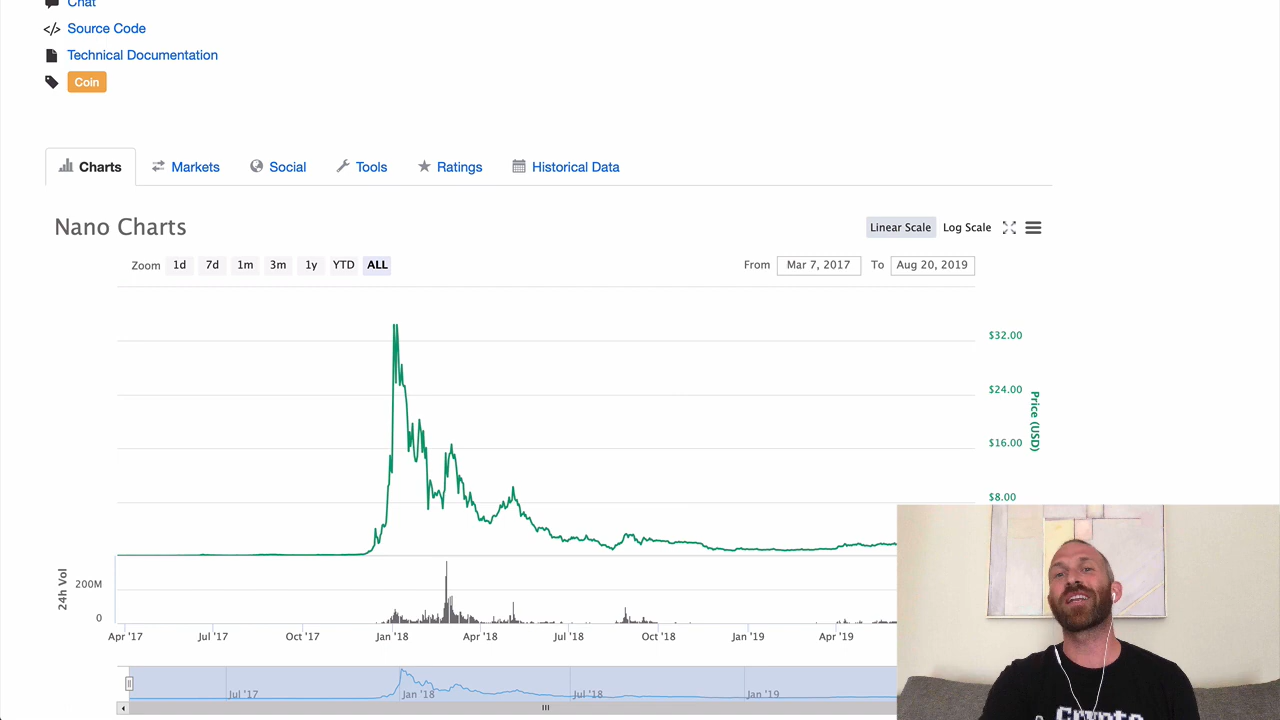 Chat
Source Code
Technical Documentation
Coin
Charts Markets Social Tools Ratings Historical Data
Nano Charts
Linear Scale Log Scale
Zoom 1d 7d 1m 3m 1y YTD ALL
From Mar 7, 2017 To Aug 20, 2019
$32.00
$24.00
$16.00
$8.00
Price (USD)
24h Vol
200M
0
Apr '17 Jul '17 Oct '17 Jan '18 Apr '18 Jul '18 Oct '18 Jan '19 Apr '19
Jul '17 Jan '18 Jul '18 Jan '19
Crypto